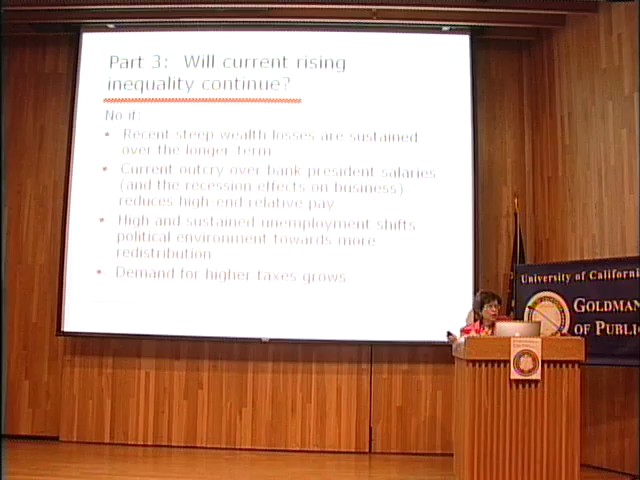 Part 3: Will current rising
inequality continue?
No if:
• Recent steep wealth losses are sustained
over the longer term
• Current outcry over bank president salaries
(and the recession effects on business)
reduces high-end relative pay
• High and sustained unemployment shifts
political environment towards more
redistribution
• Demand for higher taxes grows
University of Californi
GOLDMAN
OF PUBLI